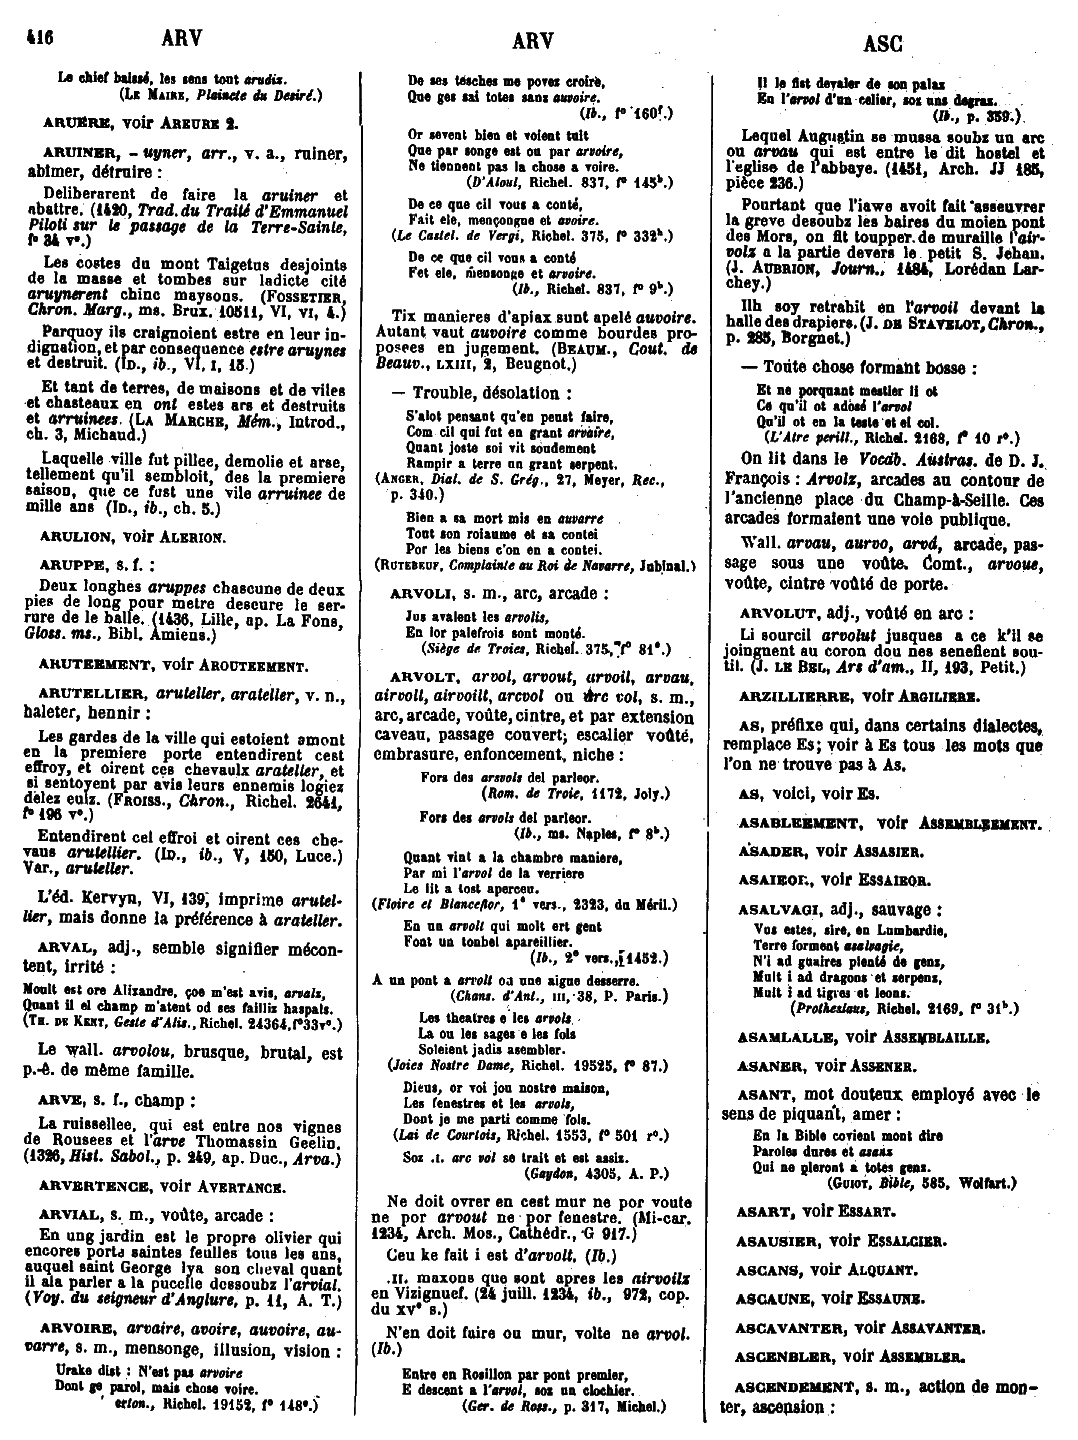 416 ARV
ARV
ASC
Le chief baissé, les sens tout arudiz.
(LE MAIRE, Plaincte du Desiré.)
ARUERE, voir AREURE 2.
ARUINER, - uyner, arr., v. a., ruiner,
abîmer, détruire :
Deliberarent de faire la aruiner et
abattre. (1420, Trad. du Traité d'Emmanuel
Piloti sur le passage de la Terre-Sainte,
f° 34 v°.)
Les costes du mont Taigetus desjoints
de la masse et tombes sur ladicte cité
aruynerent chinc maysons. (FOSSETIER,
Chron. Marg., ms. Brux. 10511, VI, VI, 4.)
Parquoy ils craignoient estre en leur in-
dignation, et par consequence estre aruynes
et destruit. (ID., ib., VI, I, 15.)
Et tant de terres, de maisons et de viles
et chasteaux en ont estes ars et destruits
et arruinees. (LA MARCHE, Mém., Introd.,
ch. 3, Michaud.)
Laquelle ville fut pillee, demolie et arse,
tellement qu'il sembloit, des la premiere
saison, que ce fust une vile arruinee de
mille ans (ID., ib., ch. 5.)
ARULION, voir ALERION.
ARUPPE, s. f. :
Deux longhes aruppes chascune de deux
pies de long pour metre deseure le ser-
rure de le balle. (1436, Lille, ap. La Fons,
Gloss. ms., Bibl. Amiens.)
ARUTEEMENT, voir AROUTEEMENT.
ARUTELLIER, aruteller, arateller, v. n.,
haleter, hennir :
Les gardes de la ville qui estoient amont
en la premiere porte entendirent cest
effroy, et oirent ces chevaulx arateller, et
si sentoyent par avis leurs ennemis logiez
delez eulz. (FROISS., Chron., Richel. 2641,
f° 196 v°.)
Entendirent cel effroi et oirent ces che-
vaus arutellier. (ID., ib., V, 150, Luce.)
Var., aruteller.
L'éd. Kervyn, VI, 139, imprime arutel-
lier, mais donne la préférence à arateller.
ARVAL, adj., semble signifier mécon-
tent, irrité :
Moult est ore Alizandre, çoe m'est avis, arvals,
Quant il el champ m'atent od ses failliz haspals.
(TH. DE KENT, Geste d'Alis., Richel. 24364, f° 33 v°.)
Le wall. arvolou, brusque, brutal, est
p.-ê. de même famille.
ARVE, s. f., champ :
La ruissellee, qui est entre nos vignes
de Rousees et l'arve Thomassin Geelin.
(1326, Hist. Sabol., p. 249, ap. Duc., Arva.)
ARVERTENCE, voir AVERTANCE.
ARVIAL, s. m., voûte, arcade :
En ung jardin est le propre olivier qui
encores porta saintes feulles tous les ans,
auquel saint George lya son cheval quant
il ala parler a la pucelle dossoubz l'arvial.
(Voy. du seigneur d'Anglure, p. 11, A. T.)
ARVOIRE, arvaire, avoire, auvoire, au-
varre, s. m., mensonge, illusion, vision :
Urake dist : N'est pas arvoire
Dont ge parol, mais chose voire.
erton., Richel. 19152, f° 148°.)
De ses tesches me povez croire,
Que ges sai totes sanz auvoire.
(Ib., f° 160f.)
Or sevent bien et voient tuit
Que par songe est ou par arvoire,
Ne tiennent pas la chose a voire.
(D'Aloul, Richel. 837, f° 145b.)
De ce que cil vous a conté,
Fait ele, mençongne et avoire.
(Le Castel. de Vergi, Richel. 375, f° 332b.)
De ce que cil vous a conté
Fet ele, mensonge et arvoire.
(Ib., Richel. 837, f° 9b.)
Tix manieres d'apiax sunt apelé auvoire.
Autant vaut auvoire comme bourdes pro-
posees en jugement. (BEAUM., Cout. de
Beauv., LXIII, 2, Beugnot.)
— Trouble, désolation :
S'alot pensant qu'en peust faire,
Com cil qui fut en grant arvaire,
Quant joste soi vit soudement
Rampir a terre un grant serpent.
(ANGER, Dial. de S. Grég., 27, Meyer, Rec.,
p. 340.)
Bien a sa mort mis en auvarre
Tout son roiaume et sa contei
Por les biens c'on en a contei.
(RUTEBEUF, Complainte au Roi de Navarre, Jubinal.)
ARVOLI, s. m., arc, arcade :
Jus avalent les arvolis,
En lor palefrois sont monté.
(Siège de Troies, Richel. 375, f° 81°.)
ARVOLT, arvol, arvout, arvoil, arvau,
airvolt, airvoilt, arcvol ou arc vol, s. m.,
arc, arcade, voûte, cintre, et par extension
caveau, passage couvert; escalier voûté,
embrasure, enfoncement, niche :
Fors des arsvols del parleor.
(Rom. de Troie, 1172, Joly.)
Fors des arvols del parleor.
(Ib., ms. Naples, f° 8b.)
Quant vint a la chambre maniere,
Par mi l'arvol de la verriere
Le lit a tost aperceu.
(Floire et Blanceflor, 1° vers., 2323, du Méril.)
En un arvolt qui molt ert gent
Font un tonbel apareillier.
(Ib., 2° vers., 1452.)
A un pont a arvolt ou une aigue desserre.
(Chans. d'Ant., III, 38, P. Paris.)
Les theatres e les arvols
La ou les sages e les fols
Soleient jadis asembler.
(Joies Nostre Dame, Richel. 19525, f° 87.)
Dieus, or voi jou nostre maison,
Les fenestres et les arvols,
Dont je me parti comme fols.
(Lai de Courtois, Richel. 1553, f° 501 r°.)
Soz .I. arc vol se trait et est assiz.
(Gaydon, 4305, A. P.)
Ne doit ovrer en cest mur ne por voute
ne por arvout ne por fenestre. (Mi-car.
1234, Arch. Mos., Cathédr., G 917.)
Ceu ke fait i est d'arvolt. (Ib.)
.II. maxons que sont apres les airvoilz
en Vizignuef. (24 juill. 1234, ib., 972, cop.
du XV° s.)
N'en doit faire ou mur, volte ne arvol.
(Ib.)
Entre en Rosillon par pont premier,
E descent a l'arvol, soz un clochier.
(Ger. de Ross., p. 317, Michel.)
Il le fist devaler de son palaz
En l'arvol d'un celier, soz uns degraz.
(Ib., p. 359.)
Lequel Augustin se mussa soubz un arc
ou arvau qui est entre le dit hostel et
l'eglise de l'abbaye. (1451, Arch. JJ 185,
pièce 236.)
Pourtant que l'iawe avoit fait asseuvrer
la greve desoubz les baires du moien pont
des Mors, on fit toupper de muraille l'air-
volz a la partie devers le petit S. Jehan.
(J. AUBRION, Journ., 1484, Lorédan Lar-
chey.)
Ilh soy retrahit en l'arvoil devant la
halle des drapiers. (J. DE STAVELOT, Chron.,
p. 285, Borgnet.)
— Toute chose formant bosse :
Et ne porquant mestier li ot
Ce qu'il ot adosé l'arvol
Qu'il ot en la teste et el col.
(L'Atre perill., Richel. 2168, f° 10 r°.)
On lit dans le Vocab. Austras. de D. J.
François : Arvolz, arcades au contour de
l'ancienne place du Champ-à-Seille. Ces
arcades formaient une voie publique.
Wall. arvau, aurvo, arvâ, arcade, pas-
sage sous une voûte. Comt., arvoue,
voûte, cintre voûté de porte.
ARVOLUT, adj., voûté en arc :
Li sourcil arvolut jusques a ce k'il se
joingnent au coron dou nes senefient sou-
til. (J. LE BEL, Ars d'am., II, 193, Petit.)
ARZILLIERRE, voir ARGILIERE.
AS, préfixe qui, dans certains dialectes,
remplace Es; voir à Es tous les mots que
l'on ne trouve pas à As.
AS, voici, voir Es.
ASABLEEMENT, voir ASSEMBLEEMENT.
ASADER, voir ASSASIER.
ASAIEOR, voir ESSAIEOR.
ASALVAGI, adj., sauvage :
Vus estes, sire, en Lumbardie,
Terre forment asalvagie,
N'i ad guaires plenté de genz,
Mult i ad dragons et serpenz,
Mult i ad tigres et leons.
(Protheslaus, Richel. 2169, f° 31b.)
ASAMLALLE, voir ASSEMBLAILLE.
ASANER, voir ASSENER.
ASANT, mot douteux employé avec le
sens de piquant, amer :
En la Bible covient mont dire
Paroles dures et asanz
Qui ne pleront a totes genz.
(GUIOT, Bible, 585, Wolfart.)
ASART, voir ESSART.
ASAUSIER, voir ESSALCIER.
ASCANS, voir ALQUANT.
ASCAUNE, voir ESSAUNE.
ASCAVANTER, voir ASSAVANTER.
ASCENBLER, voir ASSEMBLER.
ASCENDEMENT, s. m., action de mon-
ter, ascension :